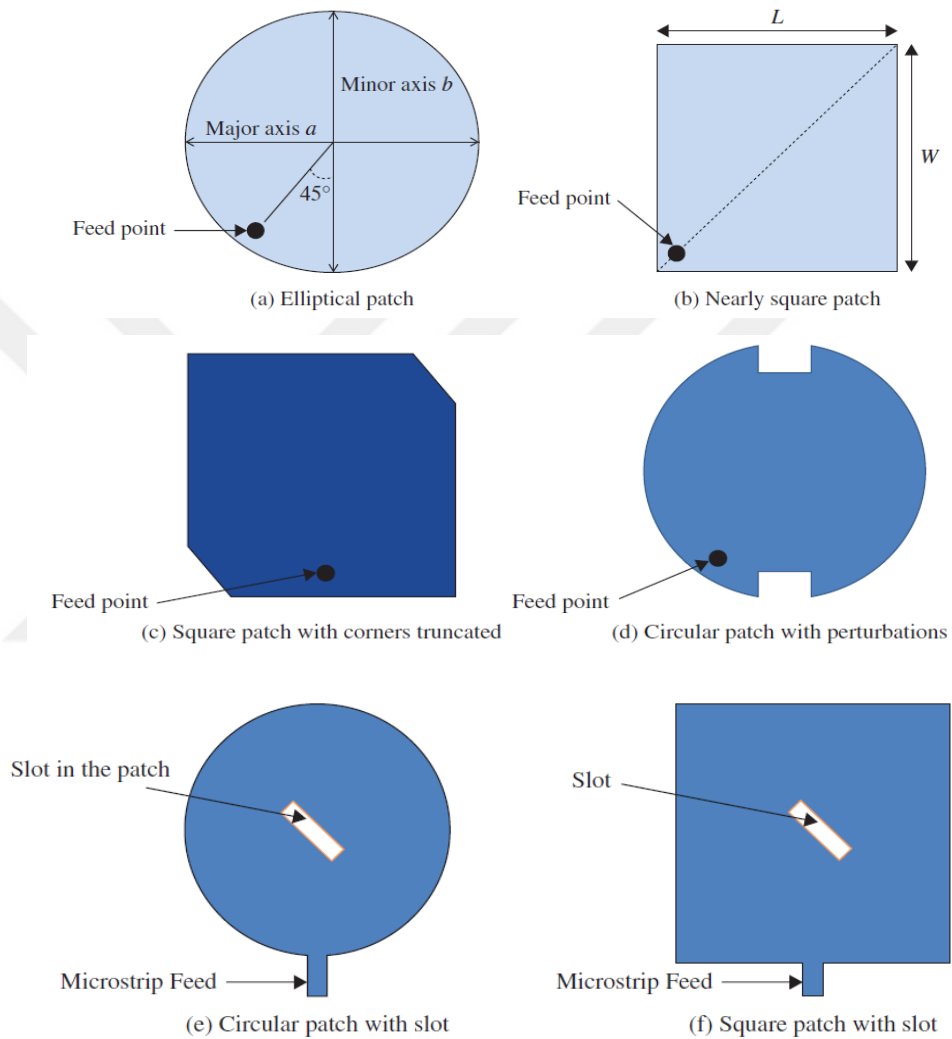 Minor axis b
Major axis a
45°
Feed point
(a) Elliptical patch
L
W
Feed point
(b) Nearly square patch
Feed point
(c) Square patch with corners truncated
Feed point
(d) Circular patch with perturbations
Slot in the patch
Microstrip Feed
(e) Circular patch with slot
Slot
Microstrip Feed
(f) Square patch with slot